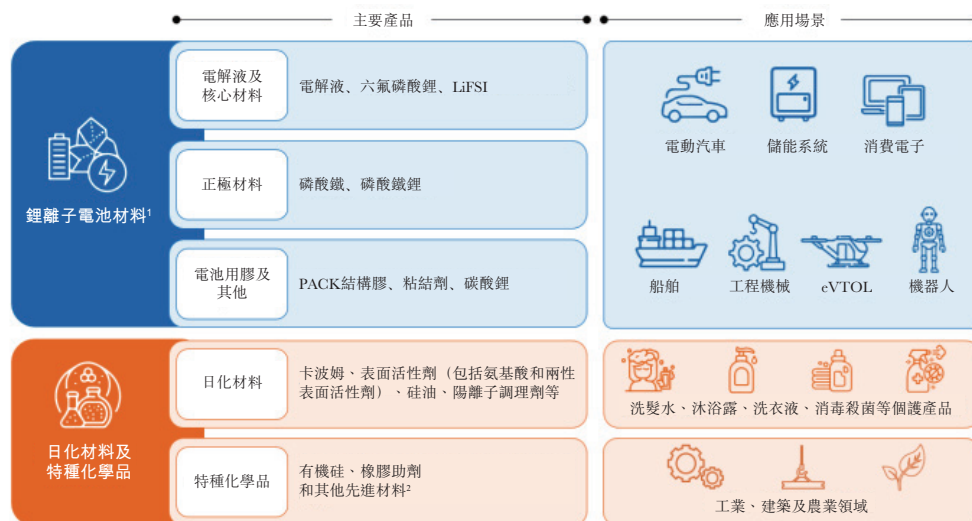 主要產品
應用場景
鋰離子電池材料1
電解液及
核心材料
電解液、六氟磷酸鋰、LiFSI
正極材料
磷酸鐵、磷酸鐵鋰
電池用膠及
其他
PACK結構膠、粘結劑、碳酸鋰
電動汽車
儲能系統
消費電子
船舶
工程機械
eVTOL
機器人
日化材料及
特種化學品
日化材料
卡波姆、表面活性劑（包括氨基酸和兩性
表面活性劑）、硅油、陽離子調理劑等
洗髮水、沐浴露、洗衣液、消毒殺菌等個護產品
特種化學品
有機硅、橡膠助劑
和其他先進材料2
工業、建築及農業領域